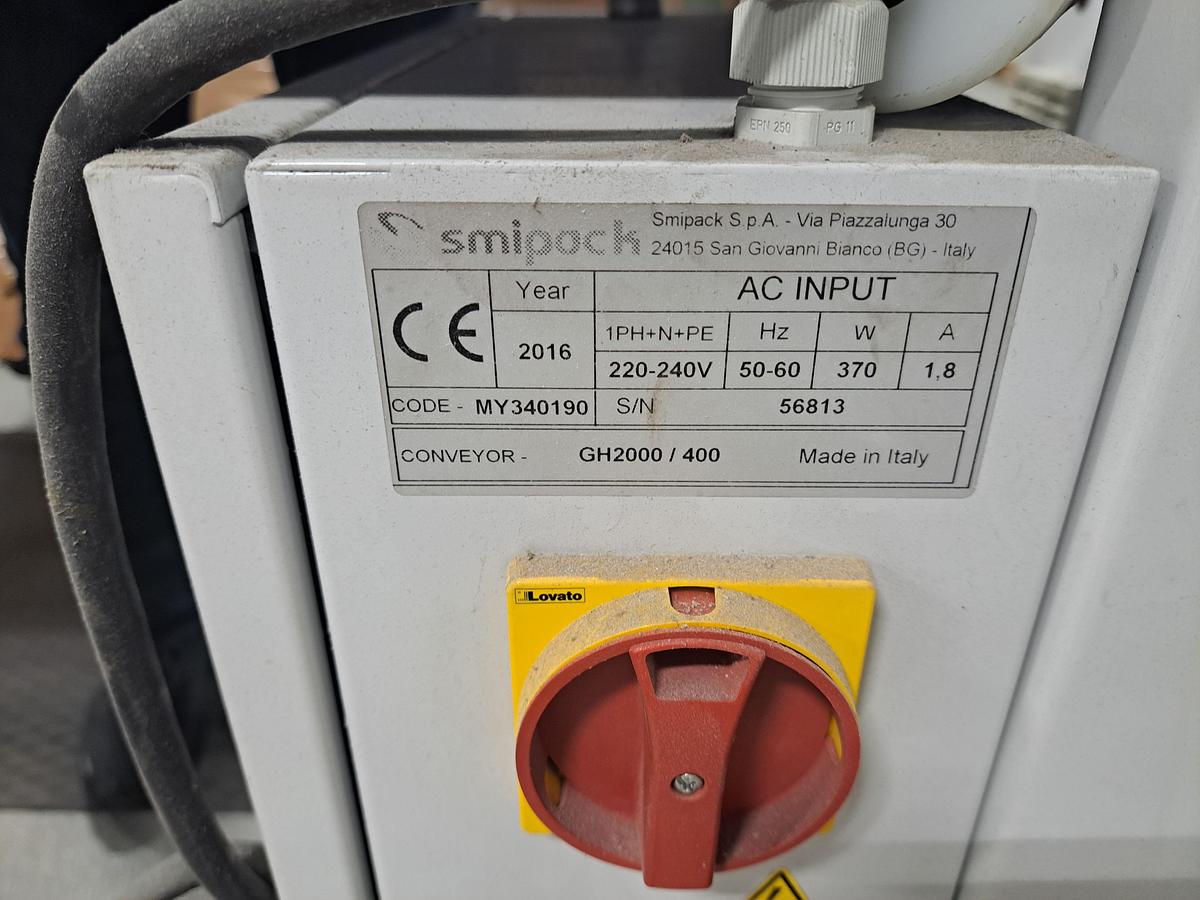 EPN 250 PG 11
smipack
Smipack S.p.A. - Via Piazzalunga 30
24015 San Giovanni Bianco (BG) - Italy
CE
Year
AC INPUT
2016
1PH+N+PE Hz W A
220-240V 50-60 370 1,8
CODE - MY340190 S/N 56813
CONVEYOR - GH2000 / 400 Made in Italy
Lovato